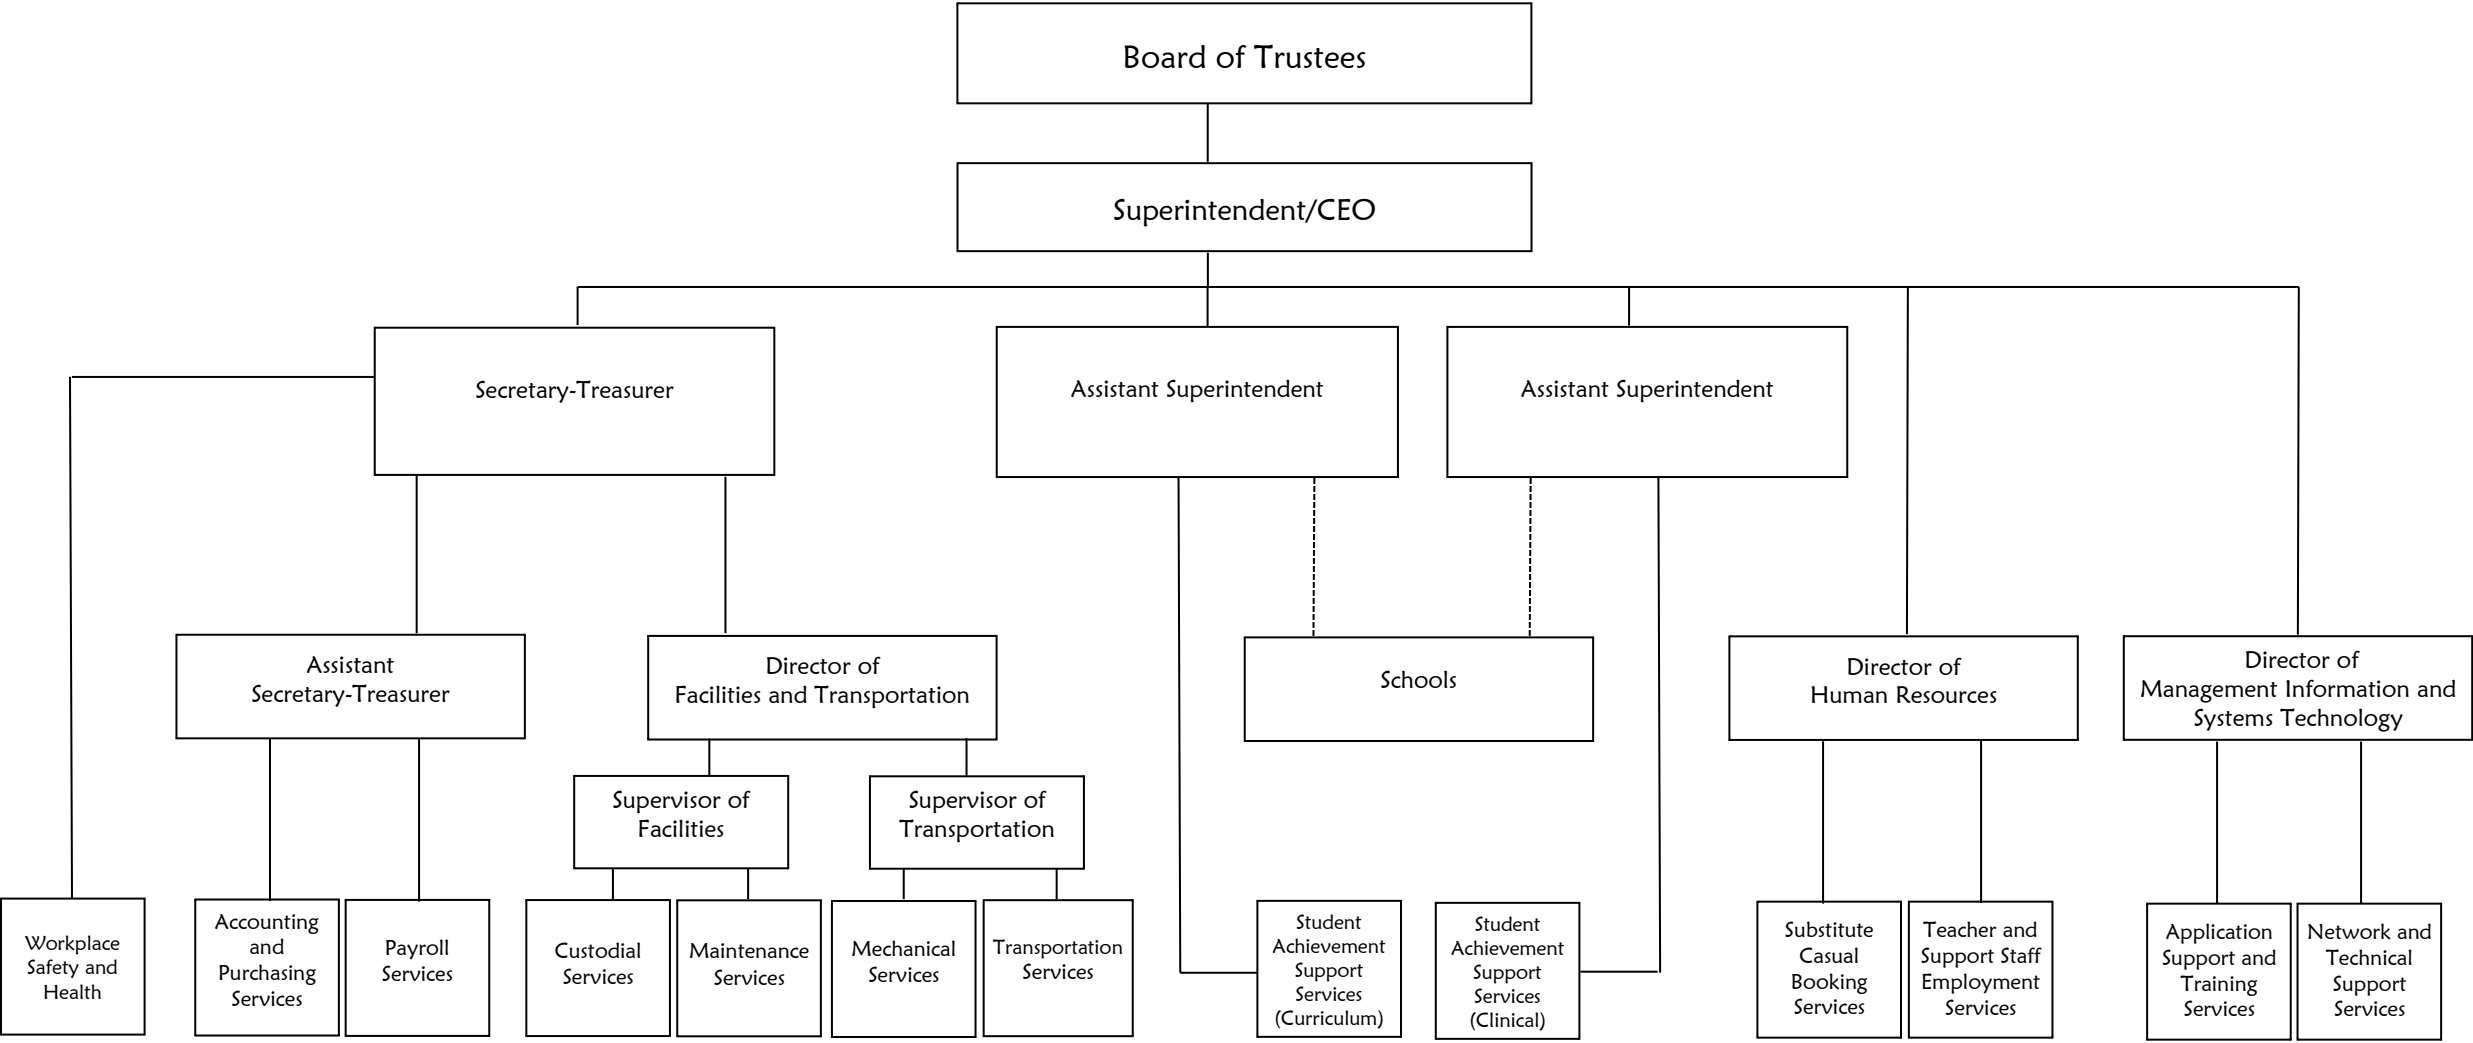 Board of Trustees
Superintendent/CEO
Secretary-Treasurer
Assistant Superintendent
Assistant Superintendent
Assistant
Secretary-Treasurer
Director of
Facilities and Transportation
Schools
Director of
Human Resources
Director of
Management Information and
Systems Technology
Supervisor of
Facilities
Supervisor of
Transportation
Workplace
Safety and
Health
Accounting
and
Purchasing
Services
Payroll
Services
Custodial
Services
Maintenance
Services
Mechanical
Services
Transportation
Services
Student
Achievement
Support
Services
(Curriculum)
Student
Achievement
Support
Services
(Clinical)
Substitute
Casual
Booking
Services
Teacher and
Support Staff
Employment
Services
Application
Support and
Training
Services
Network and
Technical
Support
Services